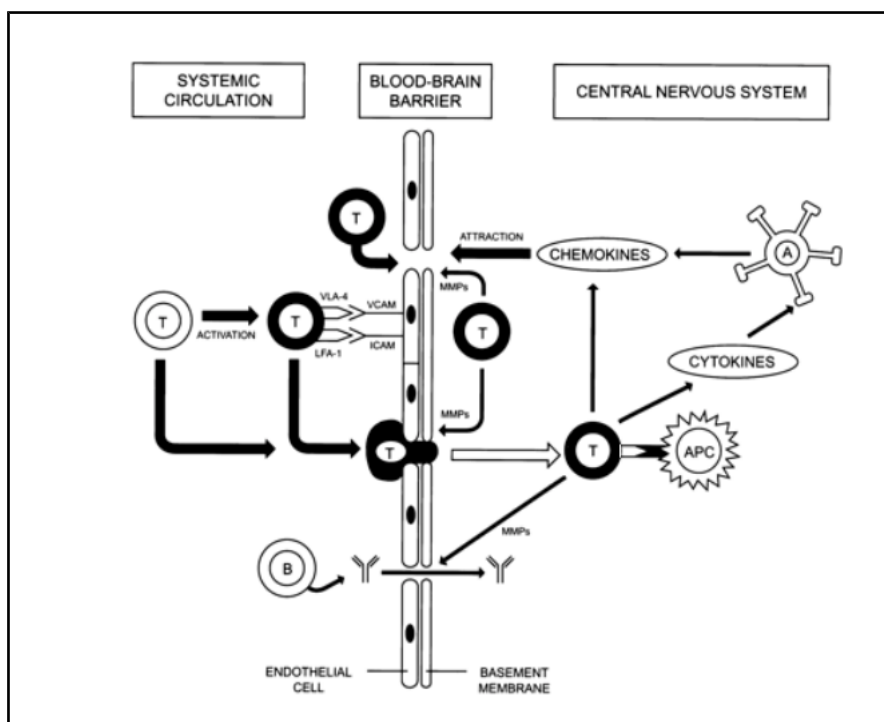 SYSTEMIC
CIRCULATION
BLOOD-BRAIN
BARRIER
CENTRAL NERVOUS SYSTEM
T
ATTRACTION
CHEMOKINES
A
MMPs
VLA-4
VCAM
T
ACTIVATION
T
T
LFA-1
ICAM
CYTOKINES
MMPs
T
T
APC
MMPs
B
ENDOTHELIAL
CELL
BASEMENT
MEMBRANE